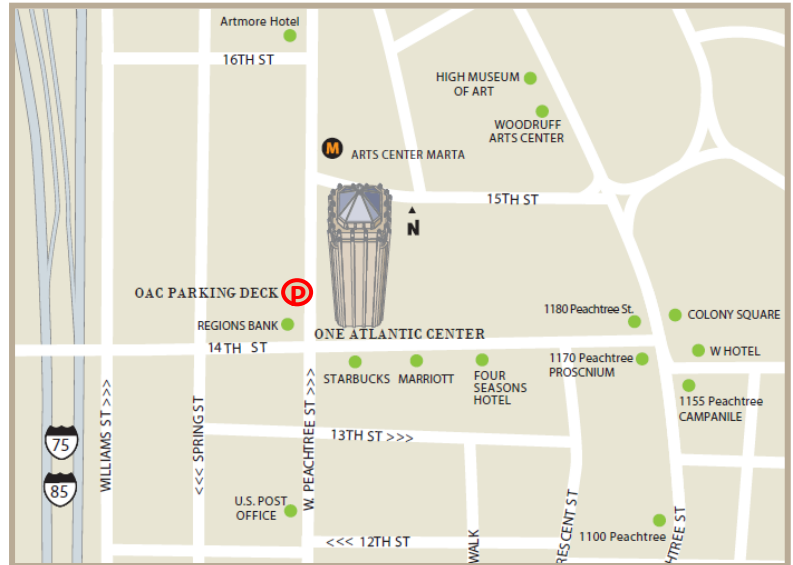 Artmore Hotel
16TH ST
HIGH MUSEUM
OF ART
WOODRUFF
ARTS CENTER
M
ARTS CENTER MARTA
15TH ST
N
OAC PARKING DECK
P
REGIONS BANK
ONE ATLANTIC CENTER
1180 Peachtree St.
COLONY SQUARE
14TH ST
STARBUCKS
MARRIOTT
FOUR
SEASONS
HOTEL
1170 Peachtree
PROSCNIUM
W HOTEL
1155 Peachtree
CAMPANILE
WILLIAMS ST >>>
<<< SPRING ST
W. PEACHTREE ST >>>
13TH ST >>>
75
85
U.S. POST
OFFICE
<<< 12TH ST
WALK
RESCENT ST
1100 Peachtree
HTREE ST